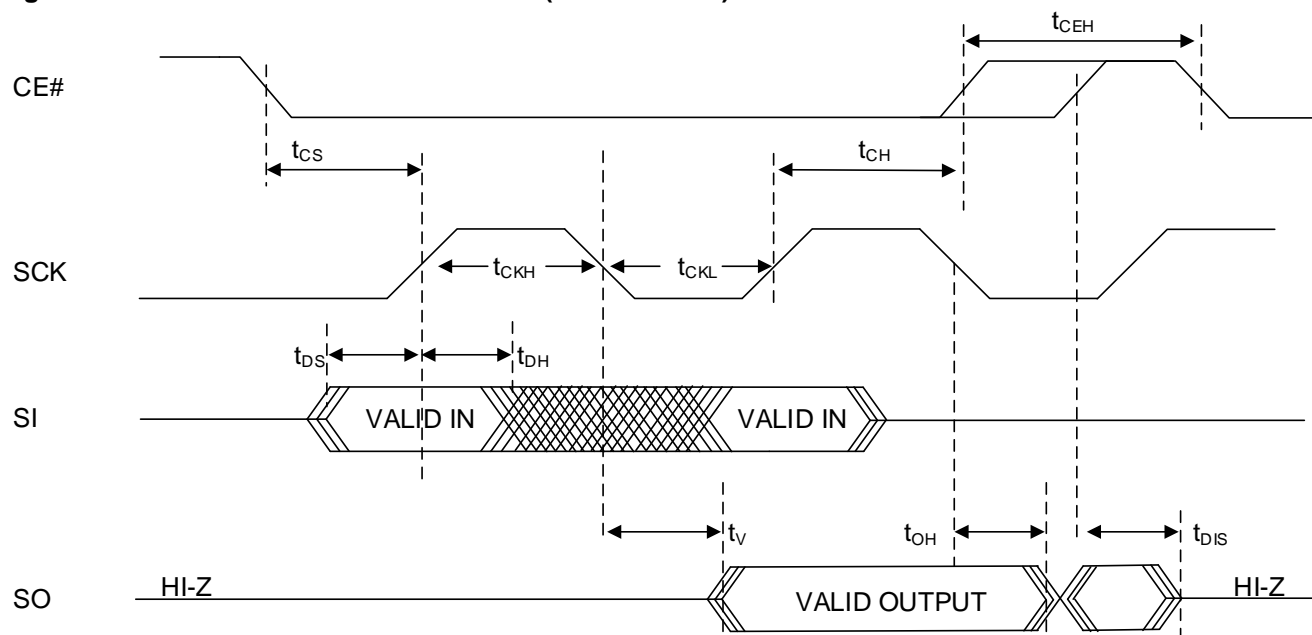 tCEH
CE#
tCS
tCH
SCK
tCKH
tCKL
tDS
tDH
SI
VALID IN
VALID IN
tV
tOH
tDIS
SO
HI-Z
VALID OUTPUT
HI-Z